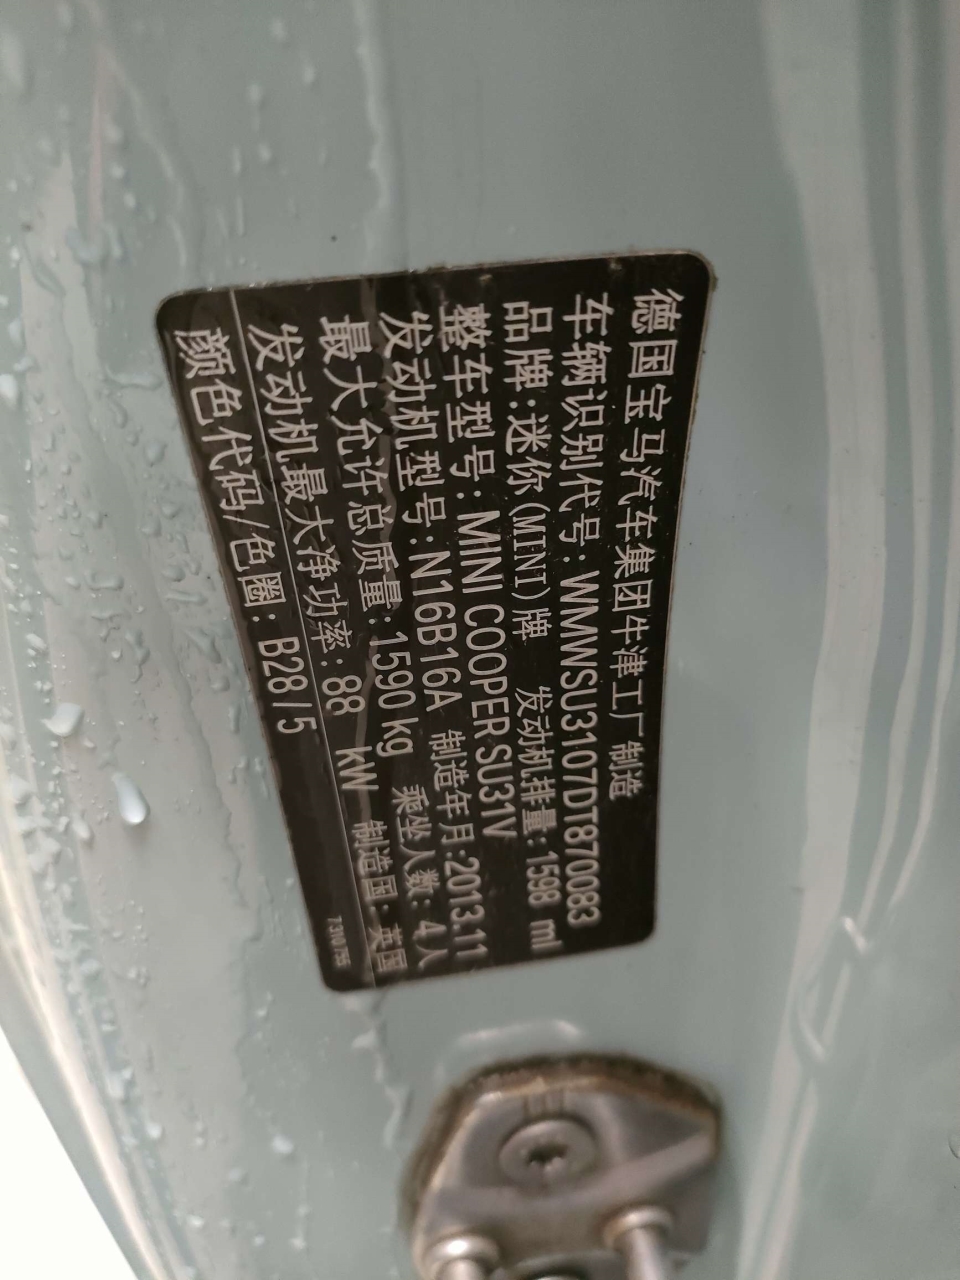 德国宝马汽车集团牛津工厂制造
车辆识别代号:WMWSU3107DT870083
品牌:迷你(MINI)牌 发动机排量:1598 ml
整车型号:MINI COOPER SU31V
发动机型号:N16B16A 制造年月:2013.11
最大允许总质量:1590kg 乘坐人数: 4人
发动机最大净功率:88 kW 制造国:英国
颜色代码/色圈: B28/5
7310755